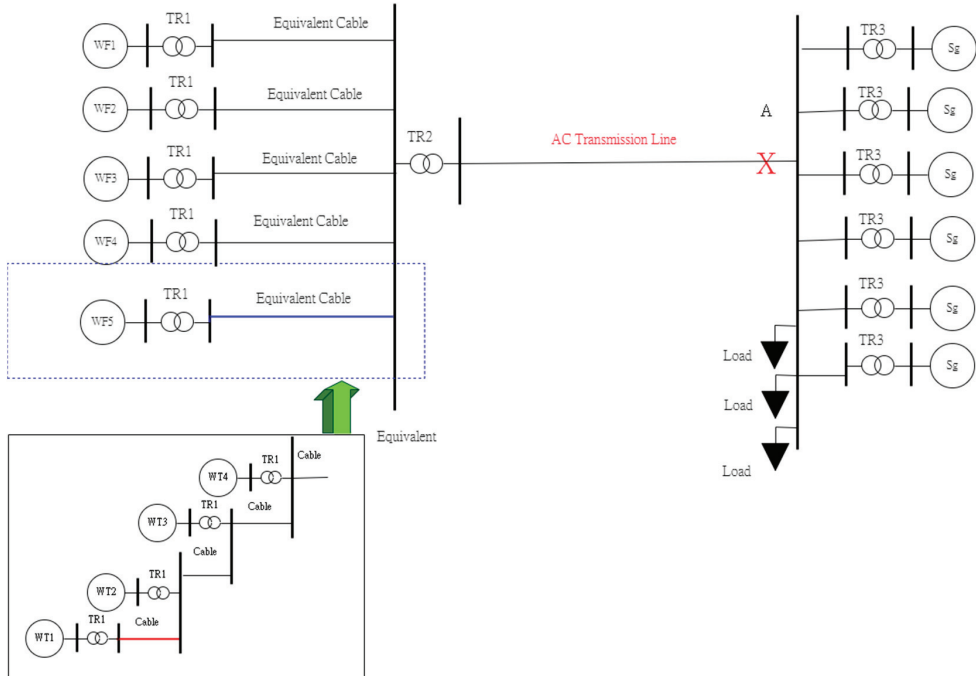 TR1
Equivalent Cable
WF1
TR1
Equivalent Cable
WF2
TR1
Equivalent Cable
WF3
TR1
Equivalent Cable
WF4
TR1
Equivalent Cable
WF5
TR2
AC Transmission Line
A
X
TR3
Sg
TR3
Sg
TR3
Sg
TR3
Sg
TR3
Sg
TR3
Sg
Load
Load
Load
Equivalent
Cable
TR1
WT4
Cable
TR1
WT3
Cable
TR1
WT2
Cable
TR1
WT1